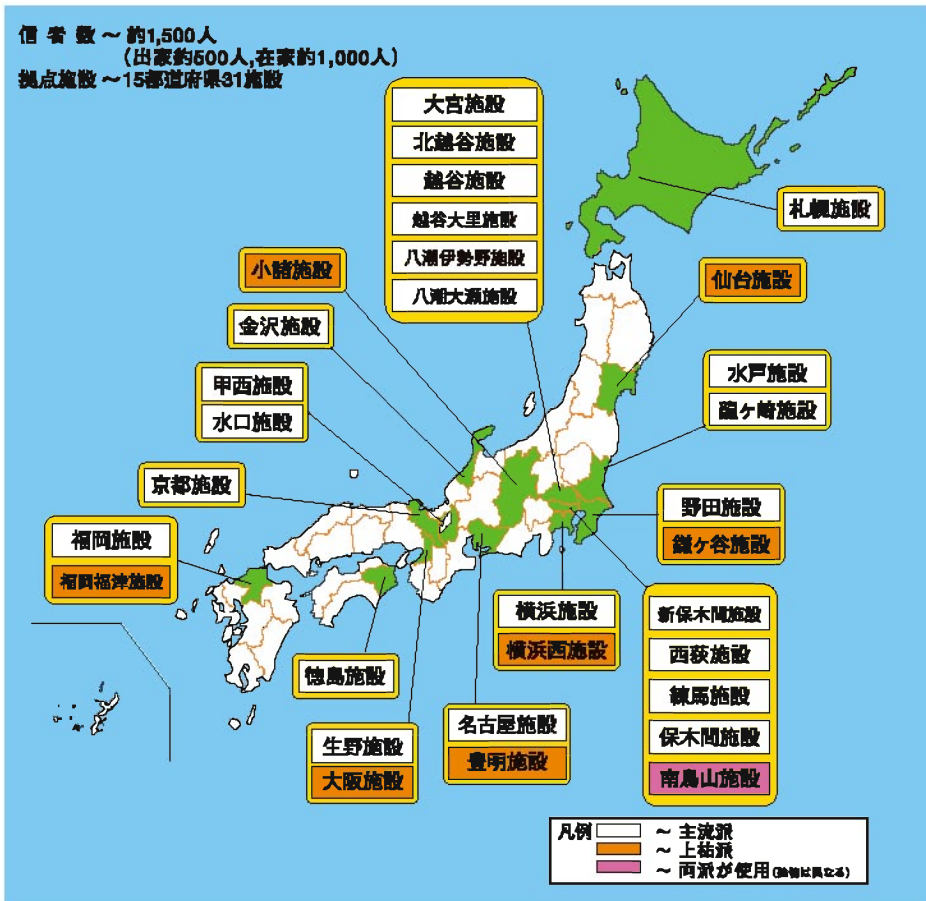 信者数～約1,500人
(出家約500人,在家約1,000人)
拠点施設～15都道府県31施設
大宮施設
北越谷施設
越谷施設
越谷大里施設
八潮伊勢野施設
八潮大瀬施設
札幌施設
小諸施設
仙台施設
金沢施設
水戸施設
龍ヶ崎施設
甲西施設
水口施設
京都施設
野田施設
鎌ヶ谷施設
福岡施設
福岡福津施設
横浜施設
横浜西施設
新保木間施設
西荻施設
練馬施設
保木間施設
南烏山施設
徳島施設
名古屋施設
豊明施設
生野施設
大阪施設
凡例 ～主流派
～上祐派
～両派が使用(建物は異なる)